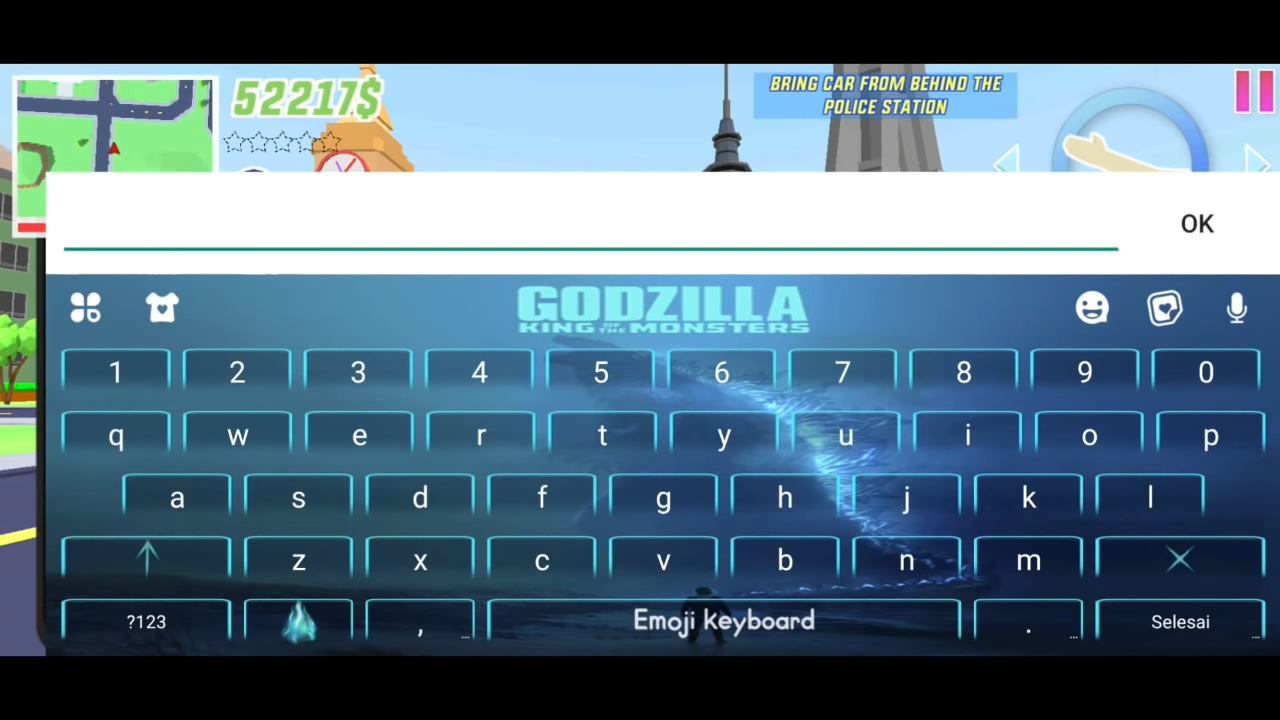 52217$
BRING CAR FROM BEHIND THE
POLICE STATION
OK
GODZILLA
KING OF THE MONSTERS
1 2 3 4 5 6 7 8 9 0
q w e r t y u i o p
a s d f g h j k l
z x c v b n m
?123 , Emoji Keyboard . Selesai